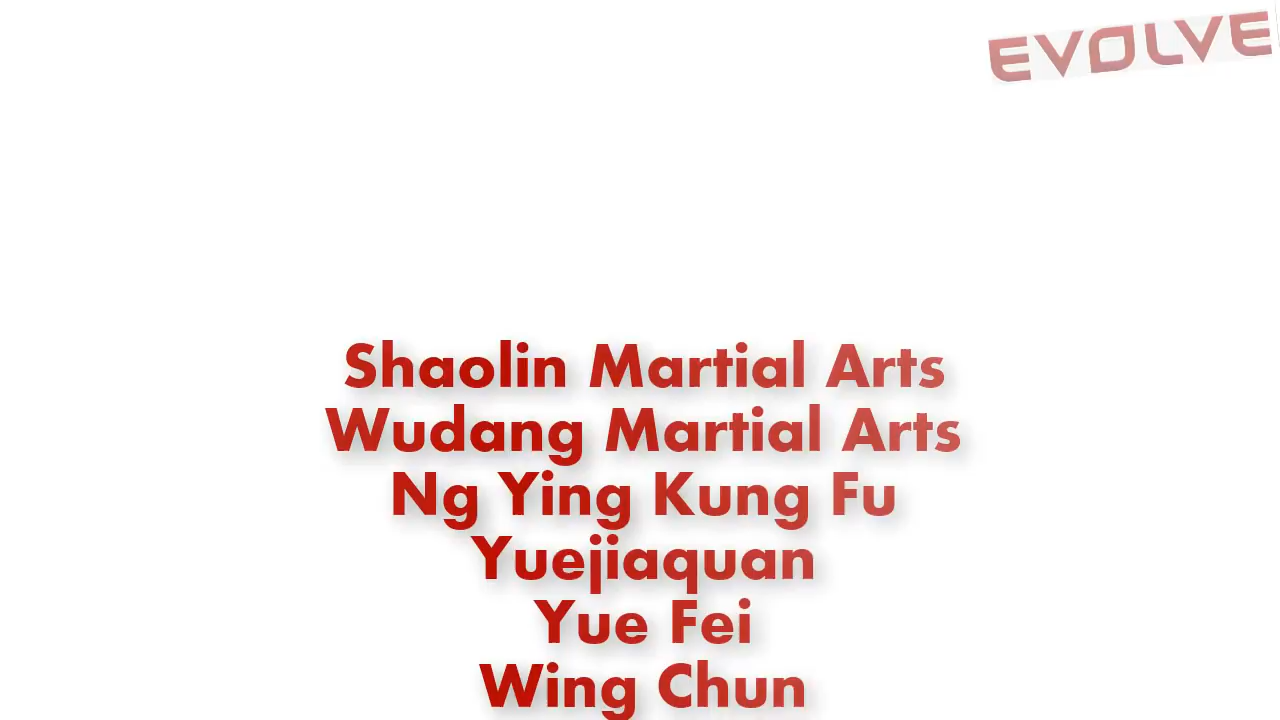 EVOLVE
Shaolin Martial Arts
Wudang Martial Arts
Ng Ying Kung Fu
Yuejiaquan
Yue Fei
Wing Chun